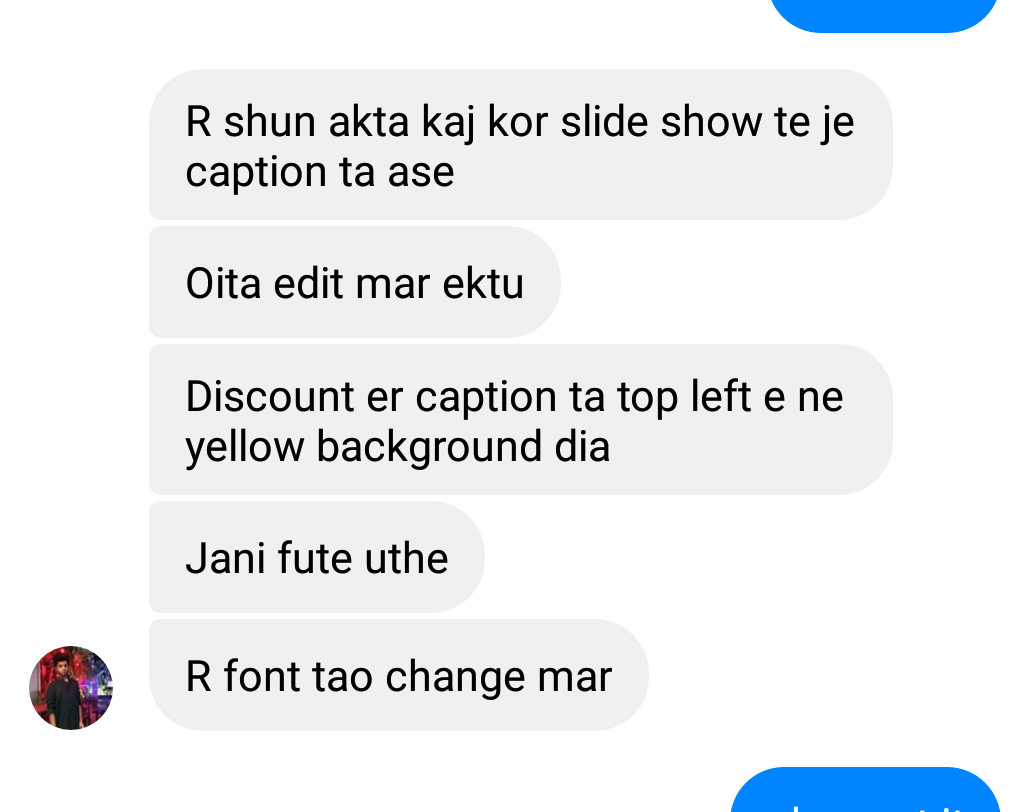 R shun akta kaj kor slide show te je
caption ta ase
Oita edit mar ektu
Discount er caption ta top left e ne
yellow background dia
Jani fute uthe
R font tao change mar